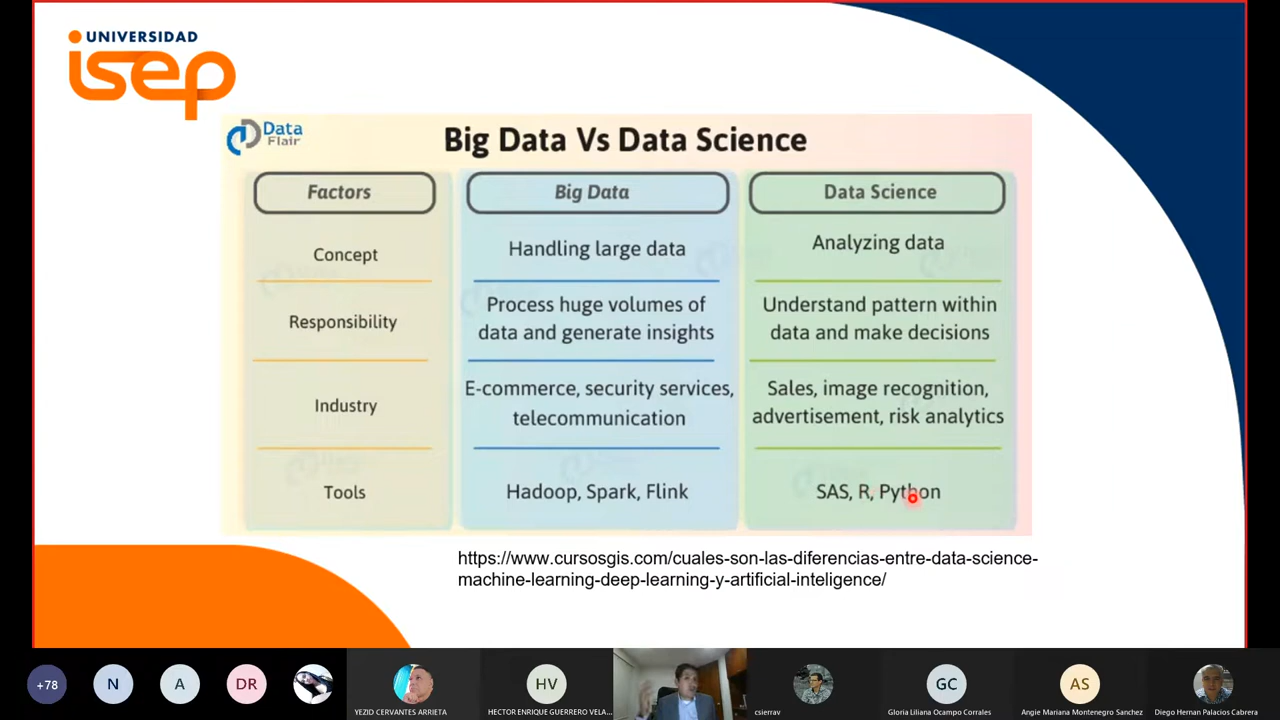 UNIVERSIDAD
isep
Data
Flair
Big Data Vs Data Science
Factors
Big Data
Data Science
Concept
Handling large data
Analyzing data
Responsibility
Process huge volumes of
data and generate insights
Understand pattern within
data and make decisions
Industry
E-commerce, security services,
telecommunication
Sales, image recognition,
advertisement, risk analytics
Tools
Hadoop, Spark, Flink
SAS, R, Python
https://www.cursosgis.com/cuales-son-las-diferencias-entre-data-science-
machine-learning-deep-learning-y-artificial-inteligence/
+78
N
A
DR
HV
GC
AS
YEZID CERVANTES ARRIETA
HECTOR ENRIQUE GUERRERO VELA...
csierrav
Gloria Liliana Ocampo Corrales
Angie Mariana Montenegro Sanchez
Diego Hernan Palacios Cabrera